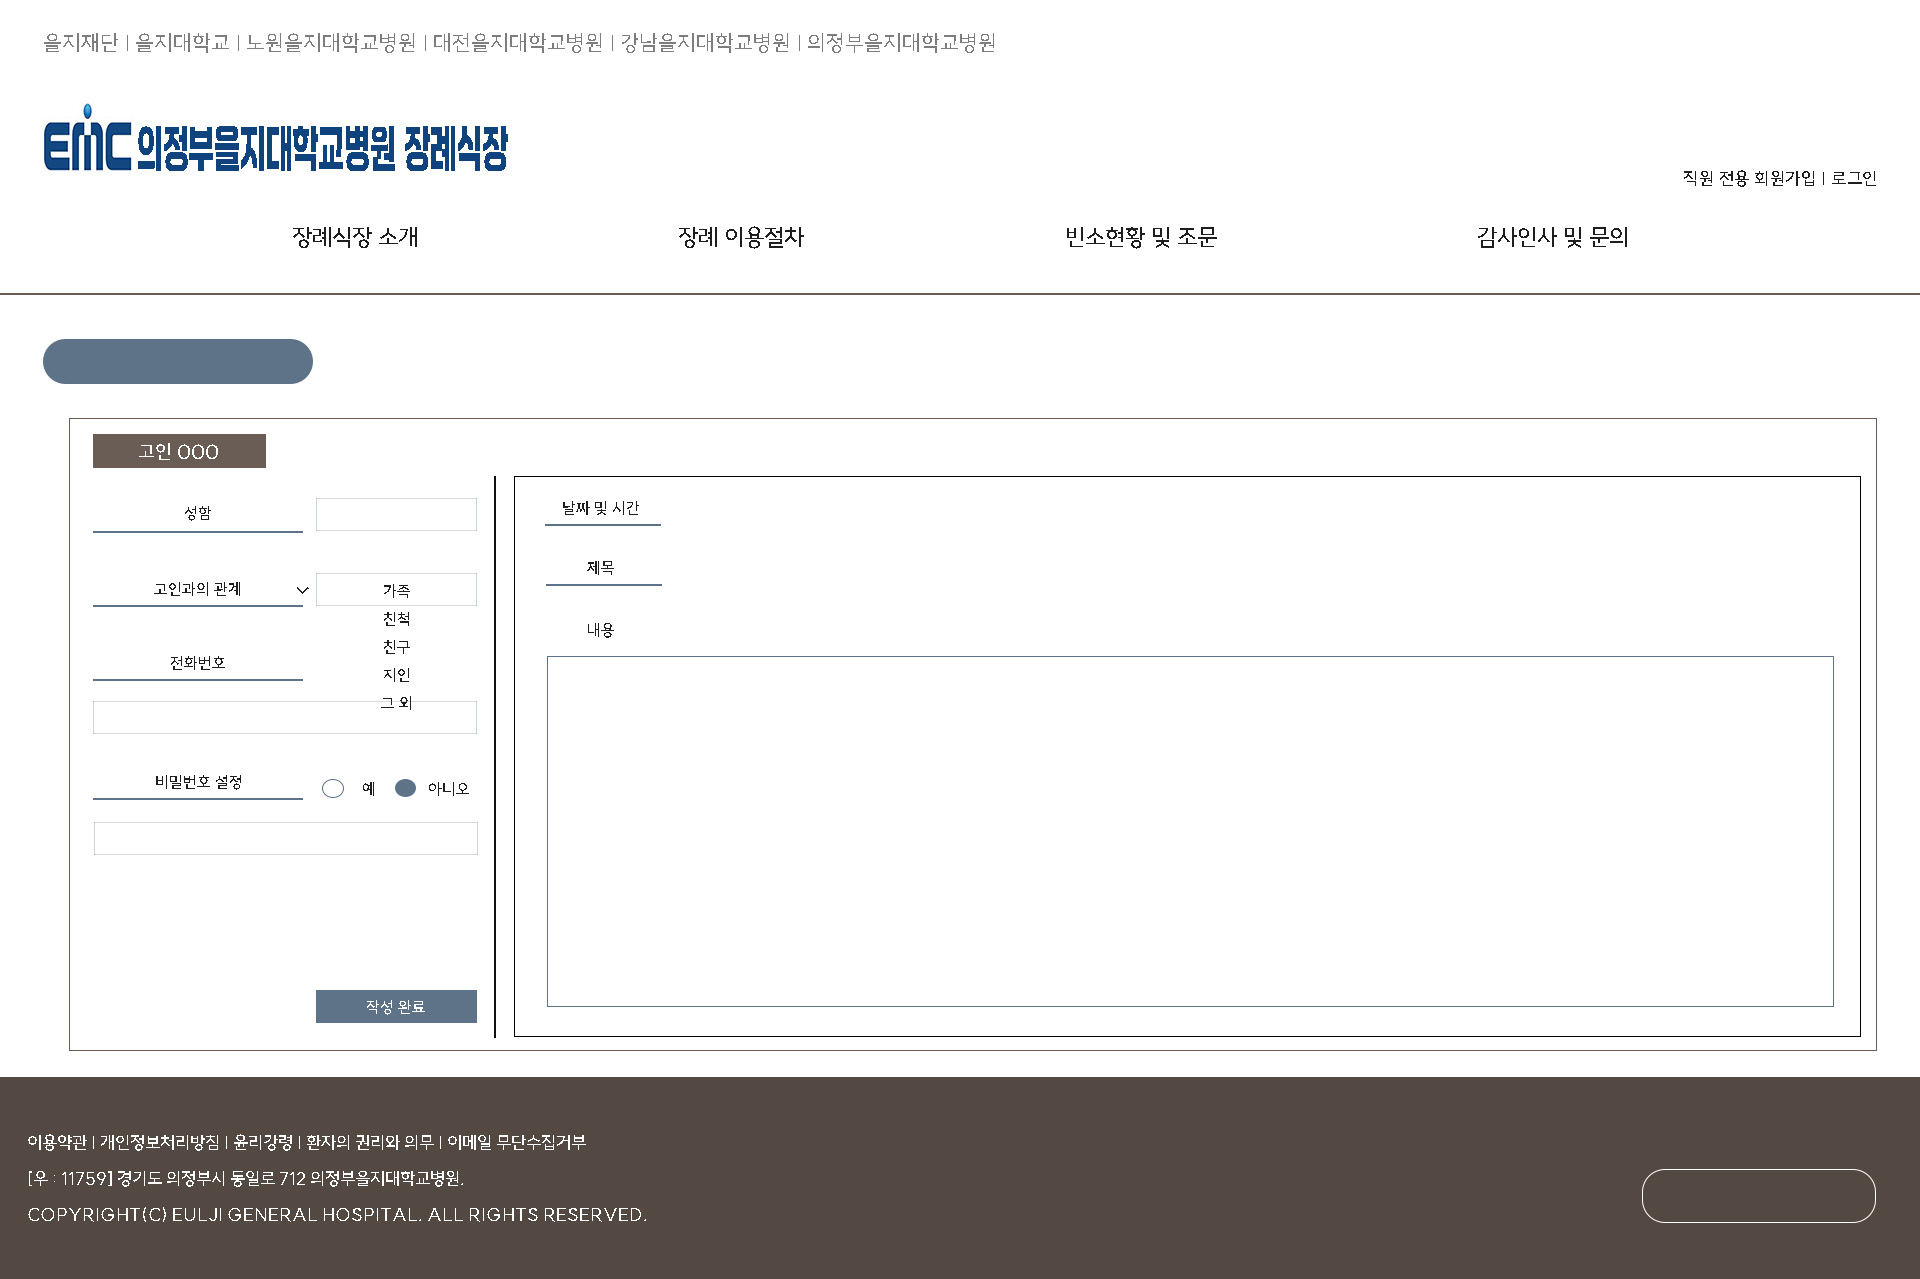 을지재단 | 을지대학교 | 노원을지대학교병원 | 대전을지대학교병원 | 강남을지대학교병원 | 의정부을지대학교병원
EMC 의정부을지대학교병원 장례식장
직원 전용 회원가입 | 로그인
장례식장 소개 장례 이용절차 빈소현황 및 조문 감사인사 및 문의
고인 OOO
성함
고인과의 관계
가족
친척
친구
지인
그 외
전화번호
비밀번호 설정 예 아니오
작성 완료
날짜 및 시간
제목
내용
이용약관 | 개인정보처리방침 | 윤리강령 | 환자의 권리와 의무 | 이메일 무단수집거부
[우 : 11759] 경기도 의정부시 동일로 712 의정부을지대학교병원.
COPYRIGHT(C) EULJI GENERAL HOSPITAL. ALL RIGHTS RESERVED.